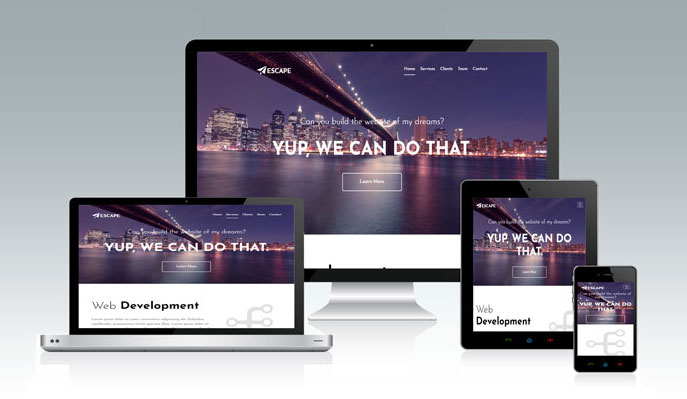 ESCAPE
Home Services Clients Team Contact
Can you build the website of my dreams?
YUP, WE CAN DO THAT
Learn More
ESCAPE
Home Services Clients Team Contact
Can you build the website of my dreams?
YUP, WE CAN DO THAT.
Learn More
Web Development
ESCAPE
Can you build the website of my dreams?
YUP, WE CAN DO
THAT.
Learn More
Web
Development
ESCAPE
Can you build the website of my
dreams?
YUP, WE CAN DO
THAT.
Learn More